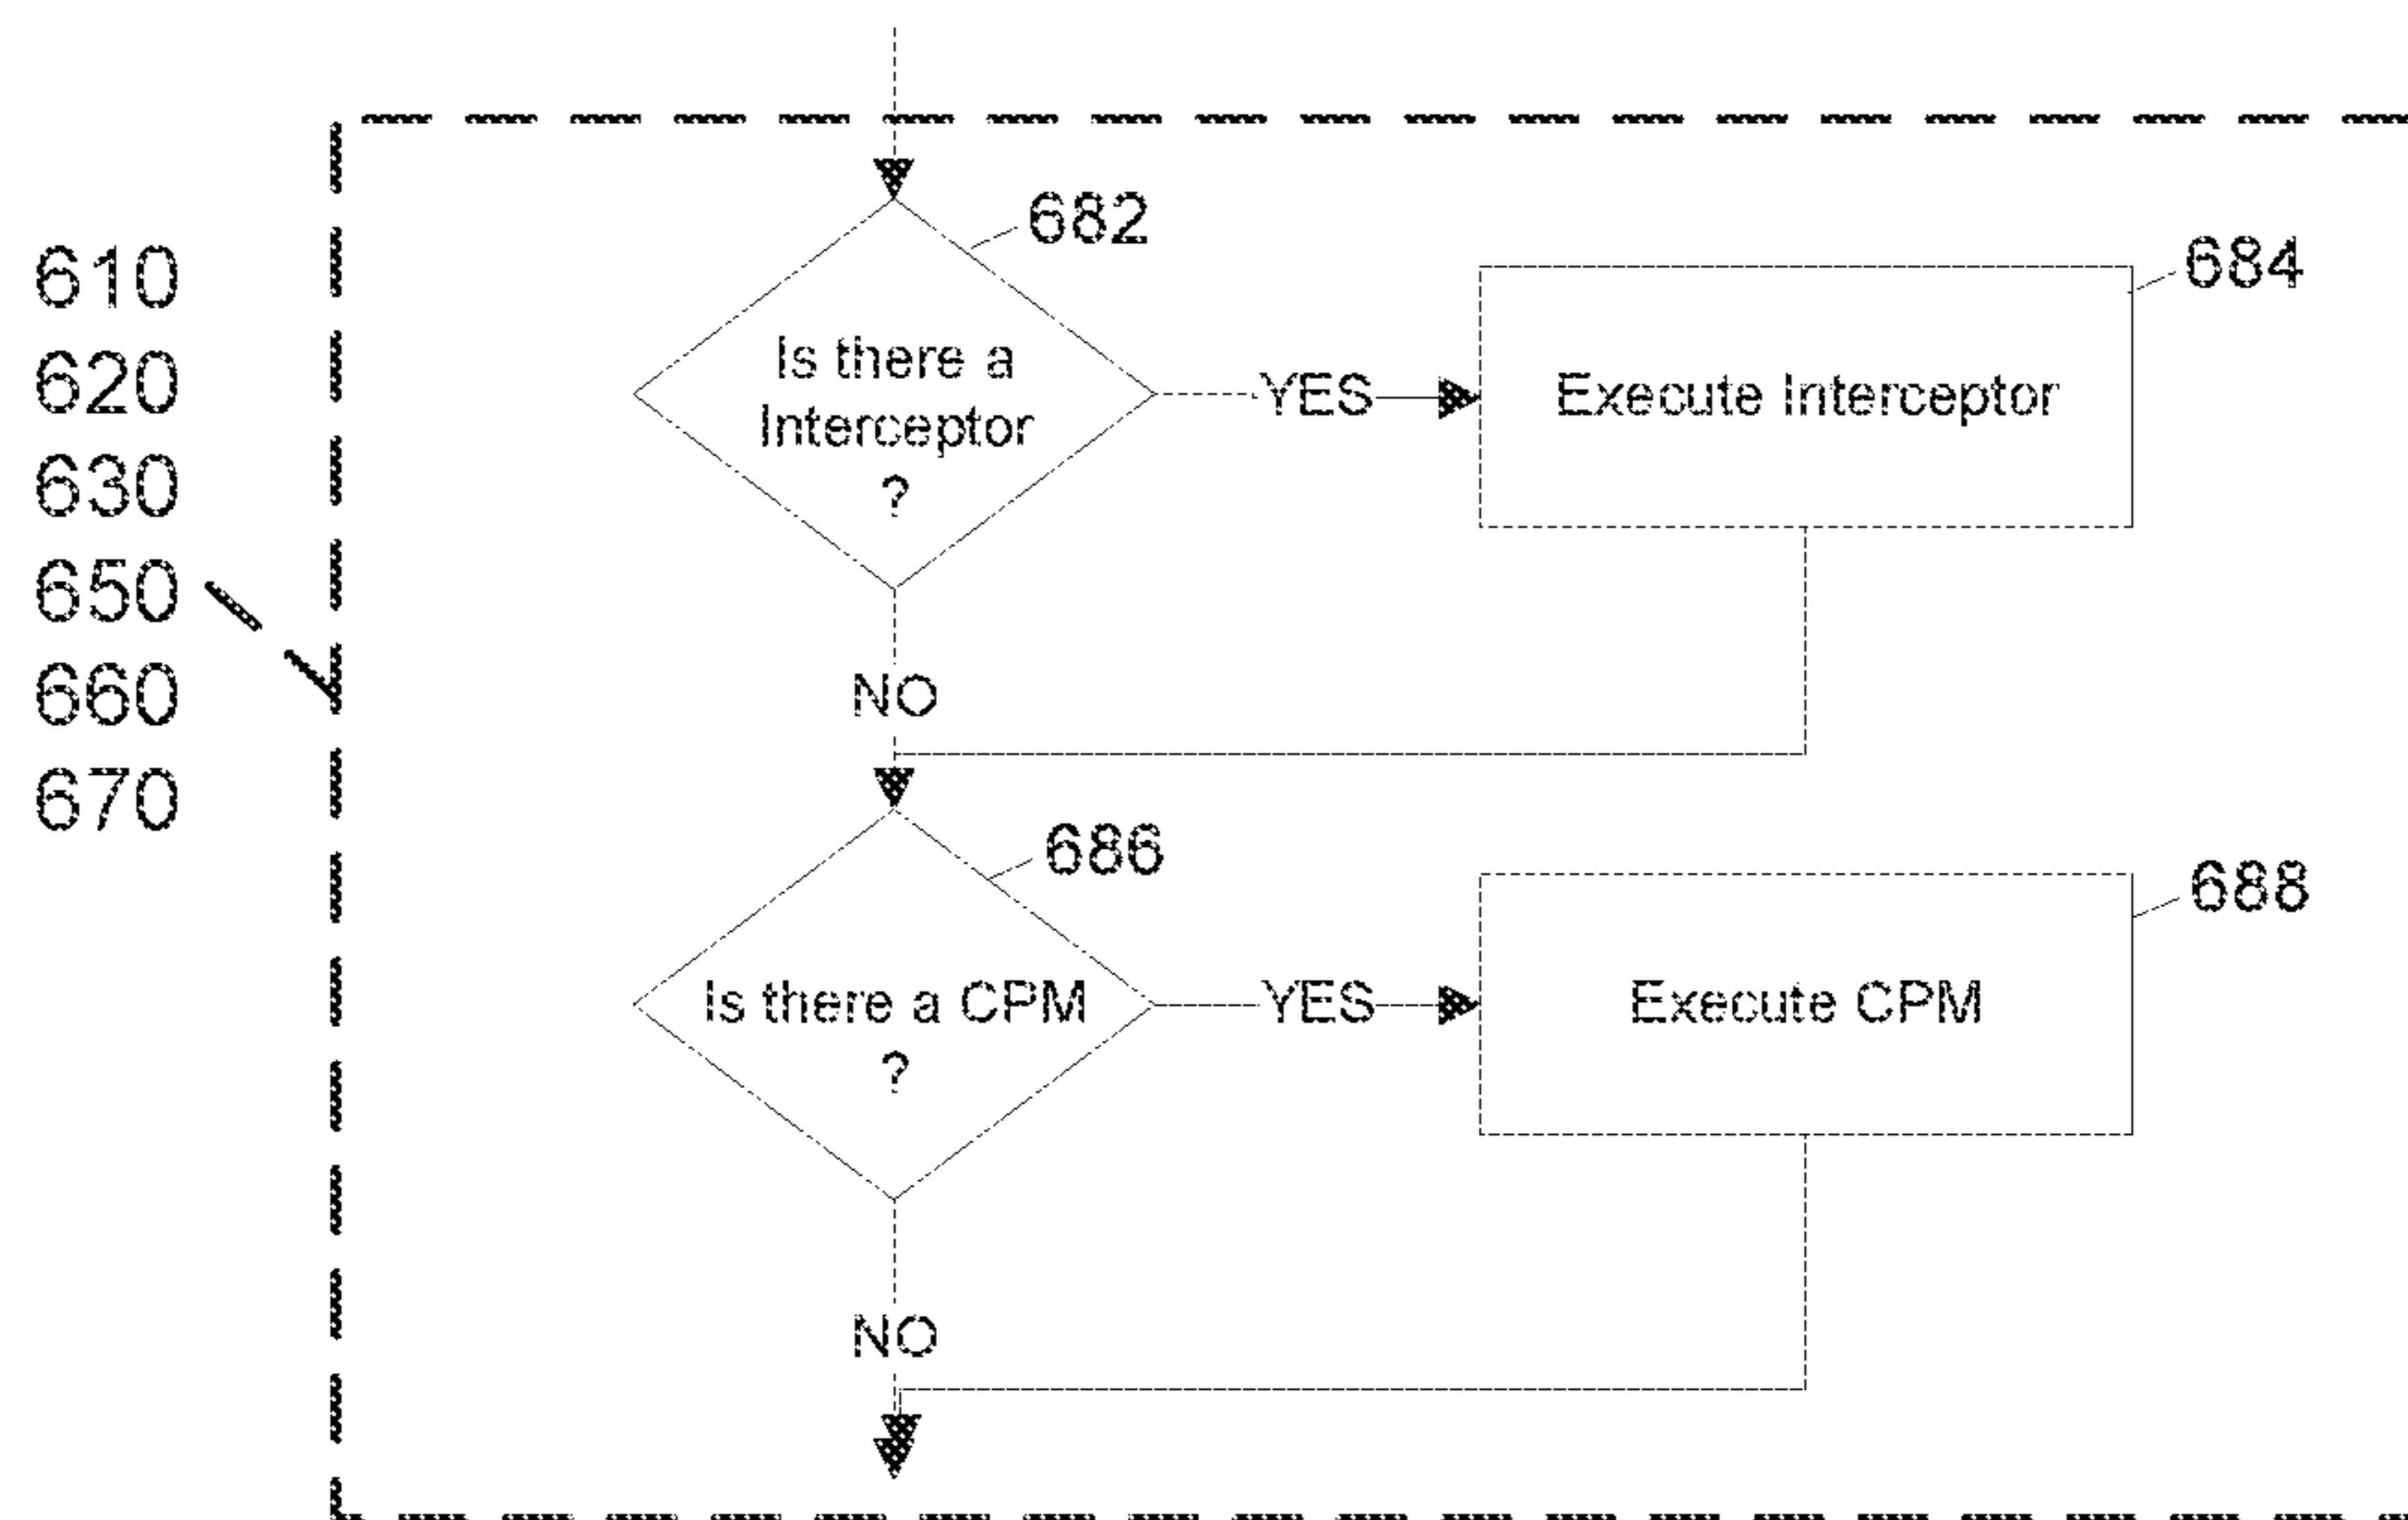 610
620
630
650
660
670
682
Is there a
Interceptor
?
YES
684
Execute Interceptor
NO
686
Is there a CPM
?
YES
688
Execute CPM
NO